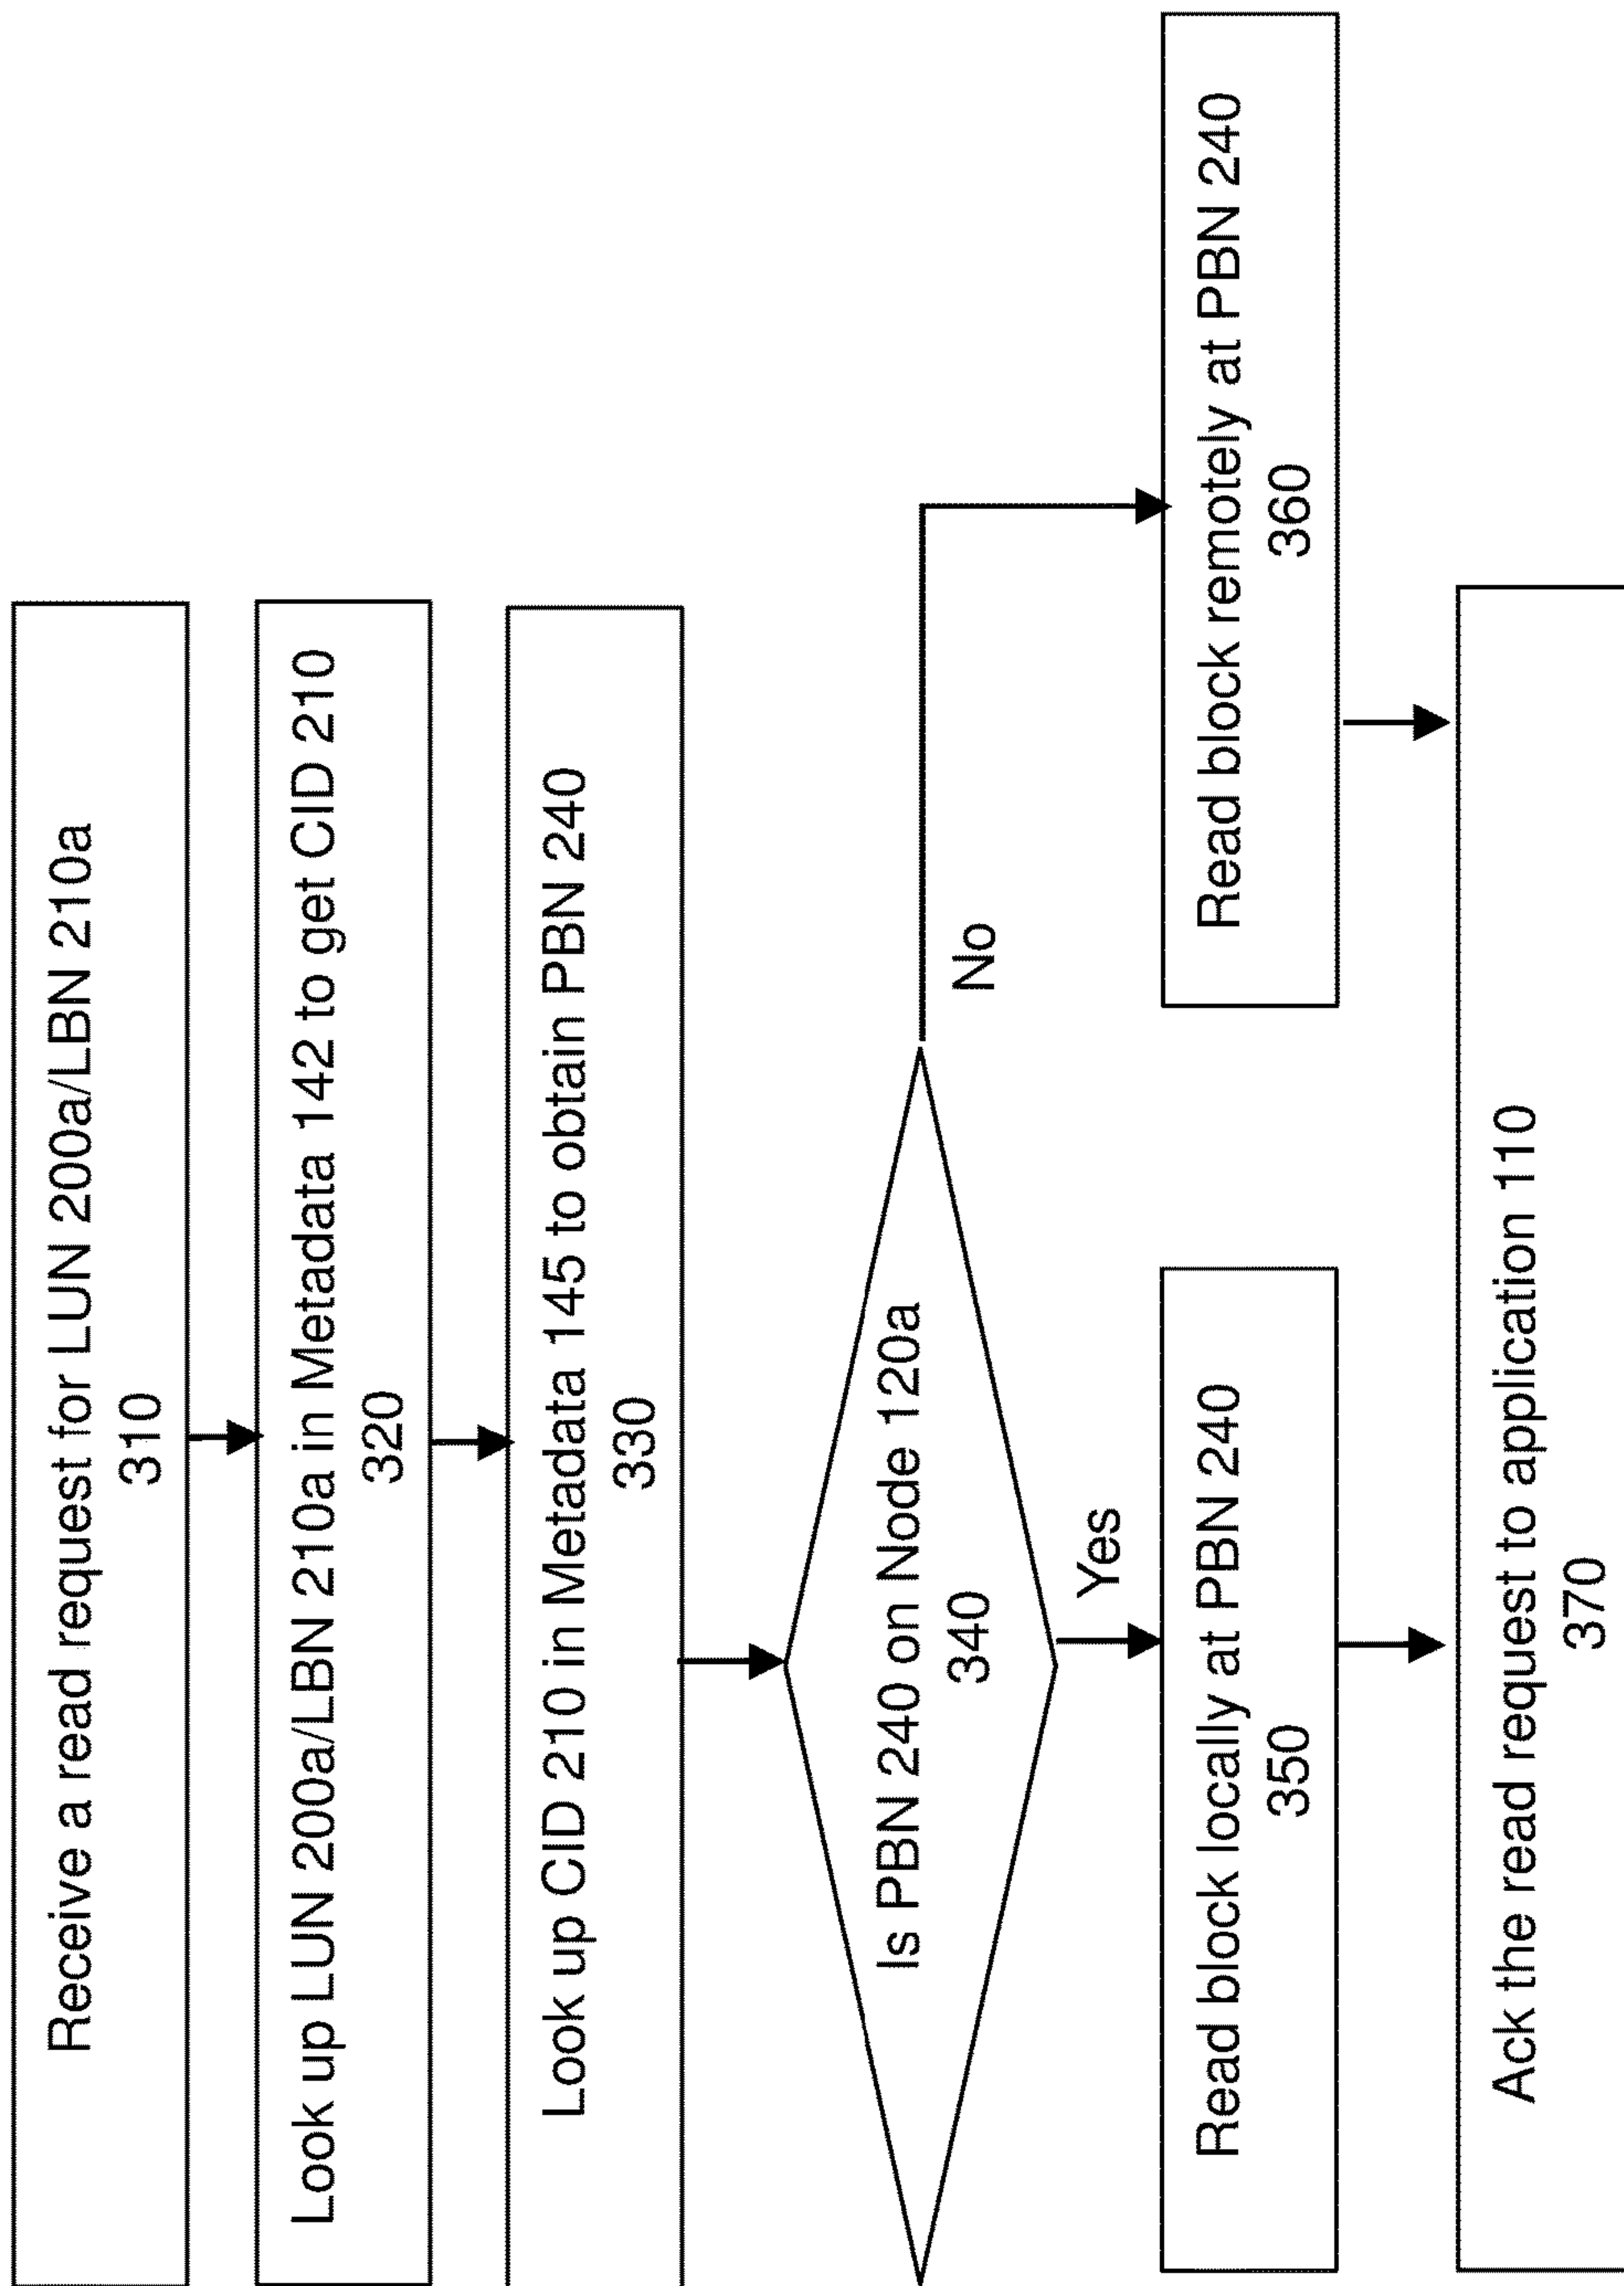 Receive a read request for LUN 200a/LBN 210a
310
Look up LUN 200a/LBN 210a in Metadata 142 to get CID 210
320
Look up CID 210 in Metadata 145 to obtain PBN 240
330
Is PBN 240 on Node 120a
340
No
Yes
Read block locally at PBN 240
350
Read block remotely at PBN 240
360
Ack the read request to application 110
370